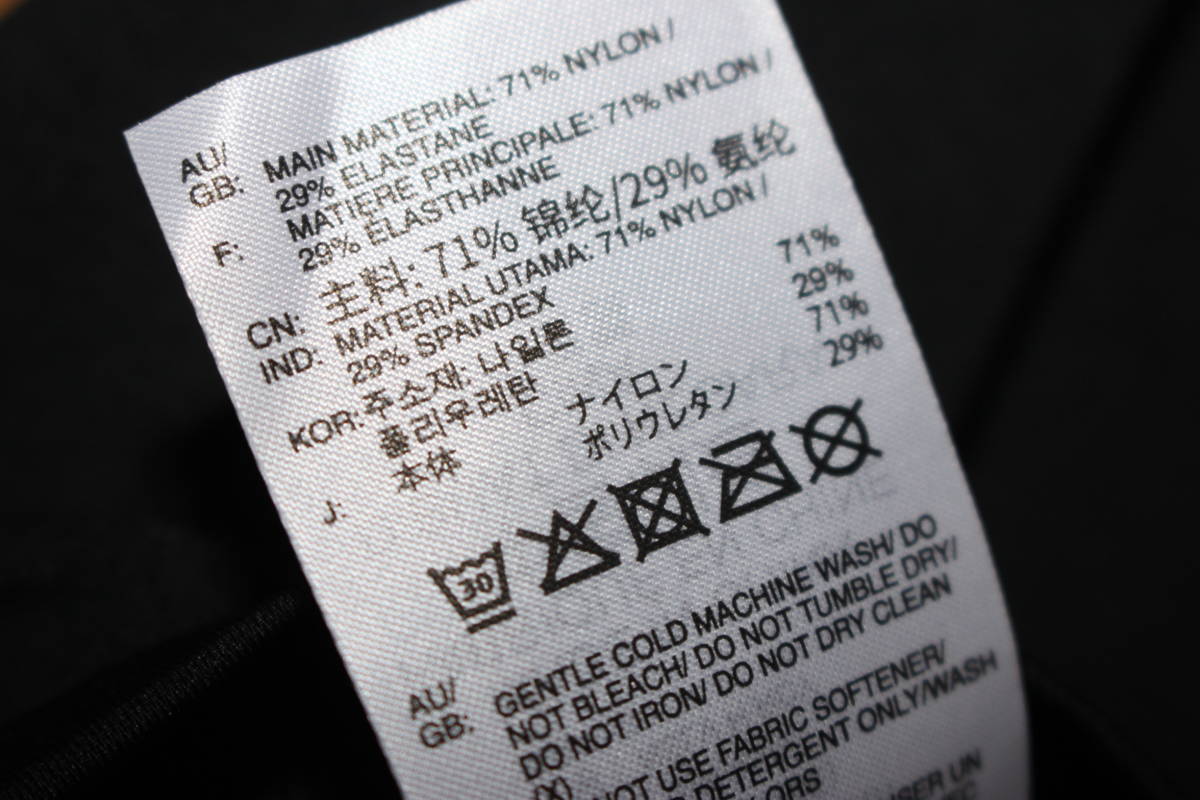 AU/ MAIN MATERIAL: 71% NYLON /
GB: 29% ELASTANE
F: MATIERE PRINCIPALE: 71% NYLON /
29% ELASTHANNE
CN: 主料: 71% 锦纶/29% 氨纶
IND: MATERIAL UTAMA: 71% NYLON /
29% SPANDEX
KOR: 주소재: 나일론 71%
폴리우레탄 29%
J: 本体 ナイロン 71%
ポリウレタン 29%
30
AU/ GENTLE COLD MACHINE WASH/ DO
GB: NOT BLEACH/ DO NOT TUMBLE DRY/
DO NOT IRON/ DO NOT DRY CLEAN
(X)
NOT USE FABRIC SOFTENER/
DETERGENT ONLY/WASH
UN